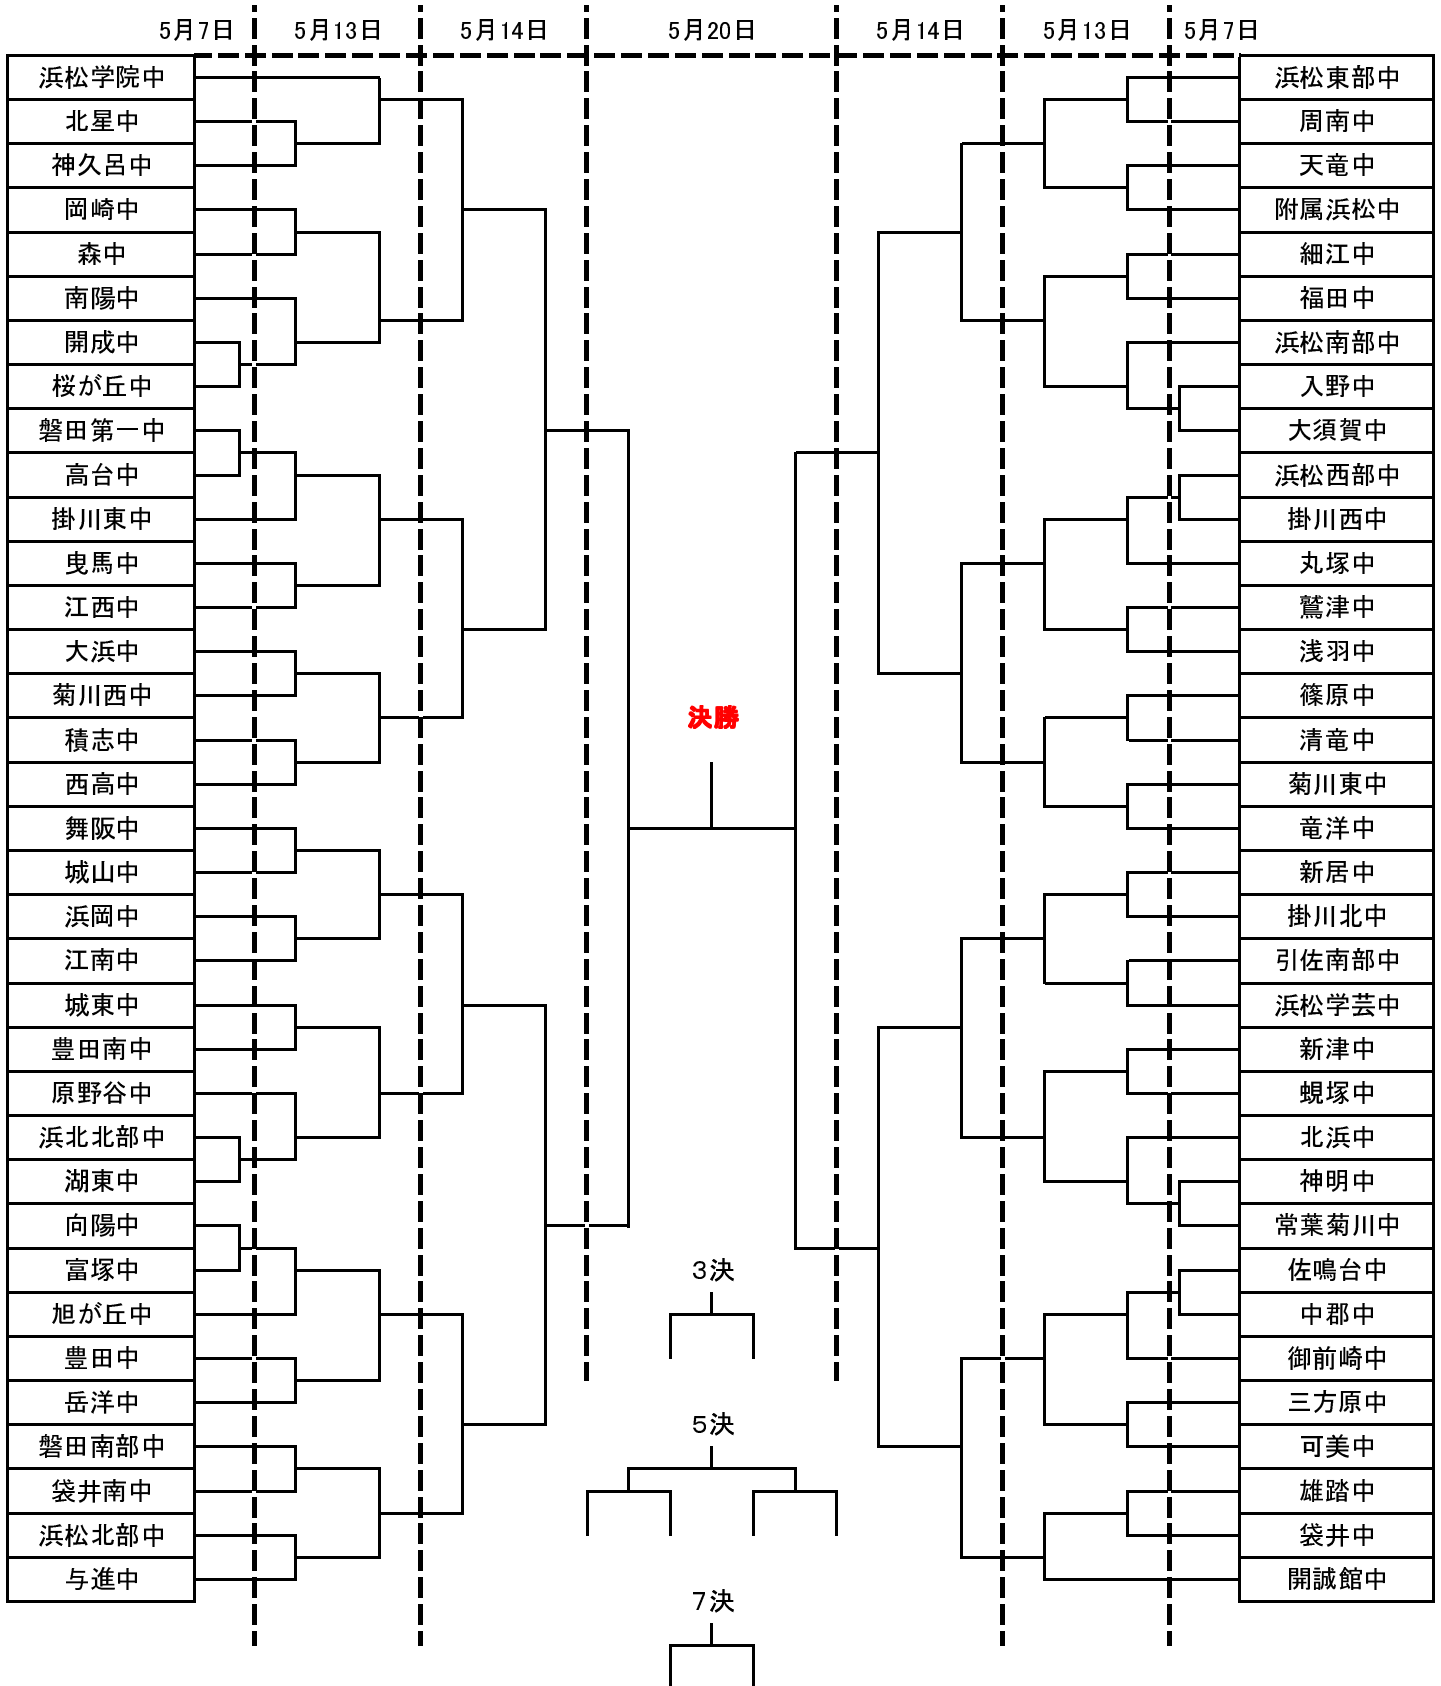 5月7日 5月13日 5月14日 5月20日 5月14日 5月13日 5月7日
浜松学院中
北星中
神久呂中
岡崎中
森中
南陽中
開成中
桜が丘中
磐田第一中
高台中
掛川東中
曳馬中
江西中
大浜中
菊川西中
積志中
西高中
舞阪中
城山中
浜岡中
江南中
城東中
豊田南中
原野谷中
浜北北部中
湖東中
向陽中
富塚中
旭が丘中
豊田中
岳洋中
磐田南部中
袋井南中
浜松北部中
与進中
決勝
3決
5決
7決
浜松東部中
周南中
天竜中
附属浜松中
細江中
福田中
浜松南部中
入野中
大須賀中
浜松西部中
掛川西中
丸塚中
鷲津中
浅羽中
篠原中
清竜中
菊川東中
竜洋中
新居中
掛川北中
引佐南部中
浜松学芸中
新津中
蜆塚中
北浜中
神明中
常葉菊川中
佐鳴台中
中郡中
御前崎中
三方原中
可美中
雄踏中
袋井中
開誠館中